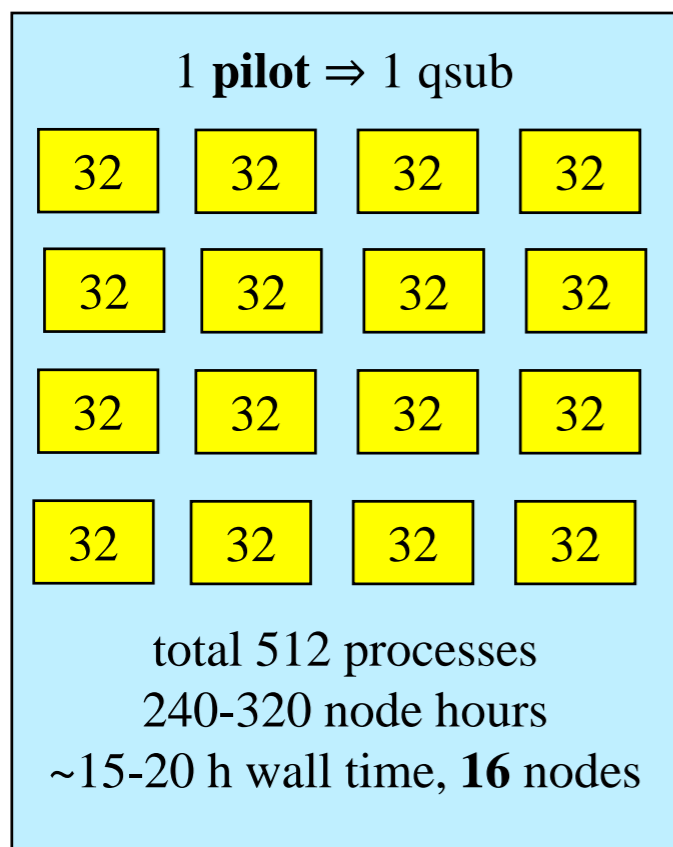 1 pilot ⇒ 1 qsub
32 32 32 32
32 32 32 32
32 32 32 32
32 32 32 32
total 512 processes
240-320 node hours
~15-20 h wall time, 16 nodes